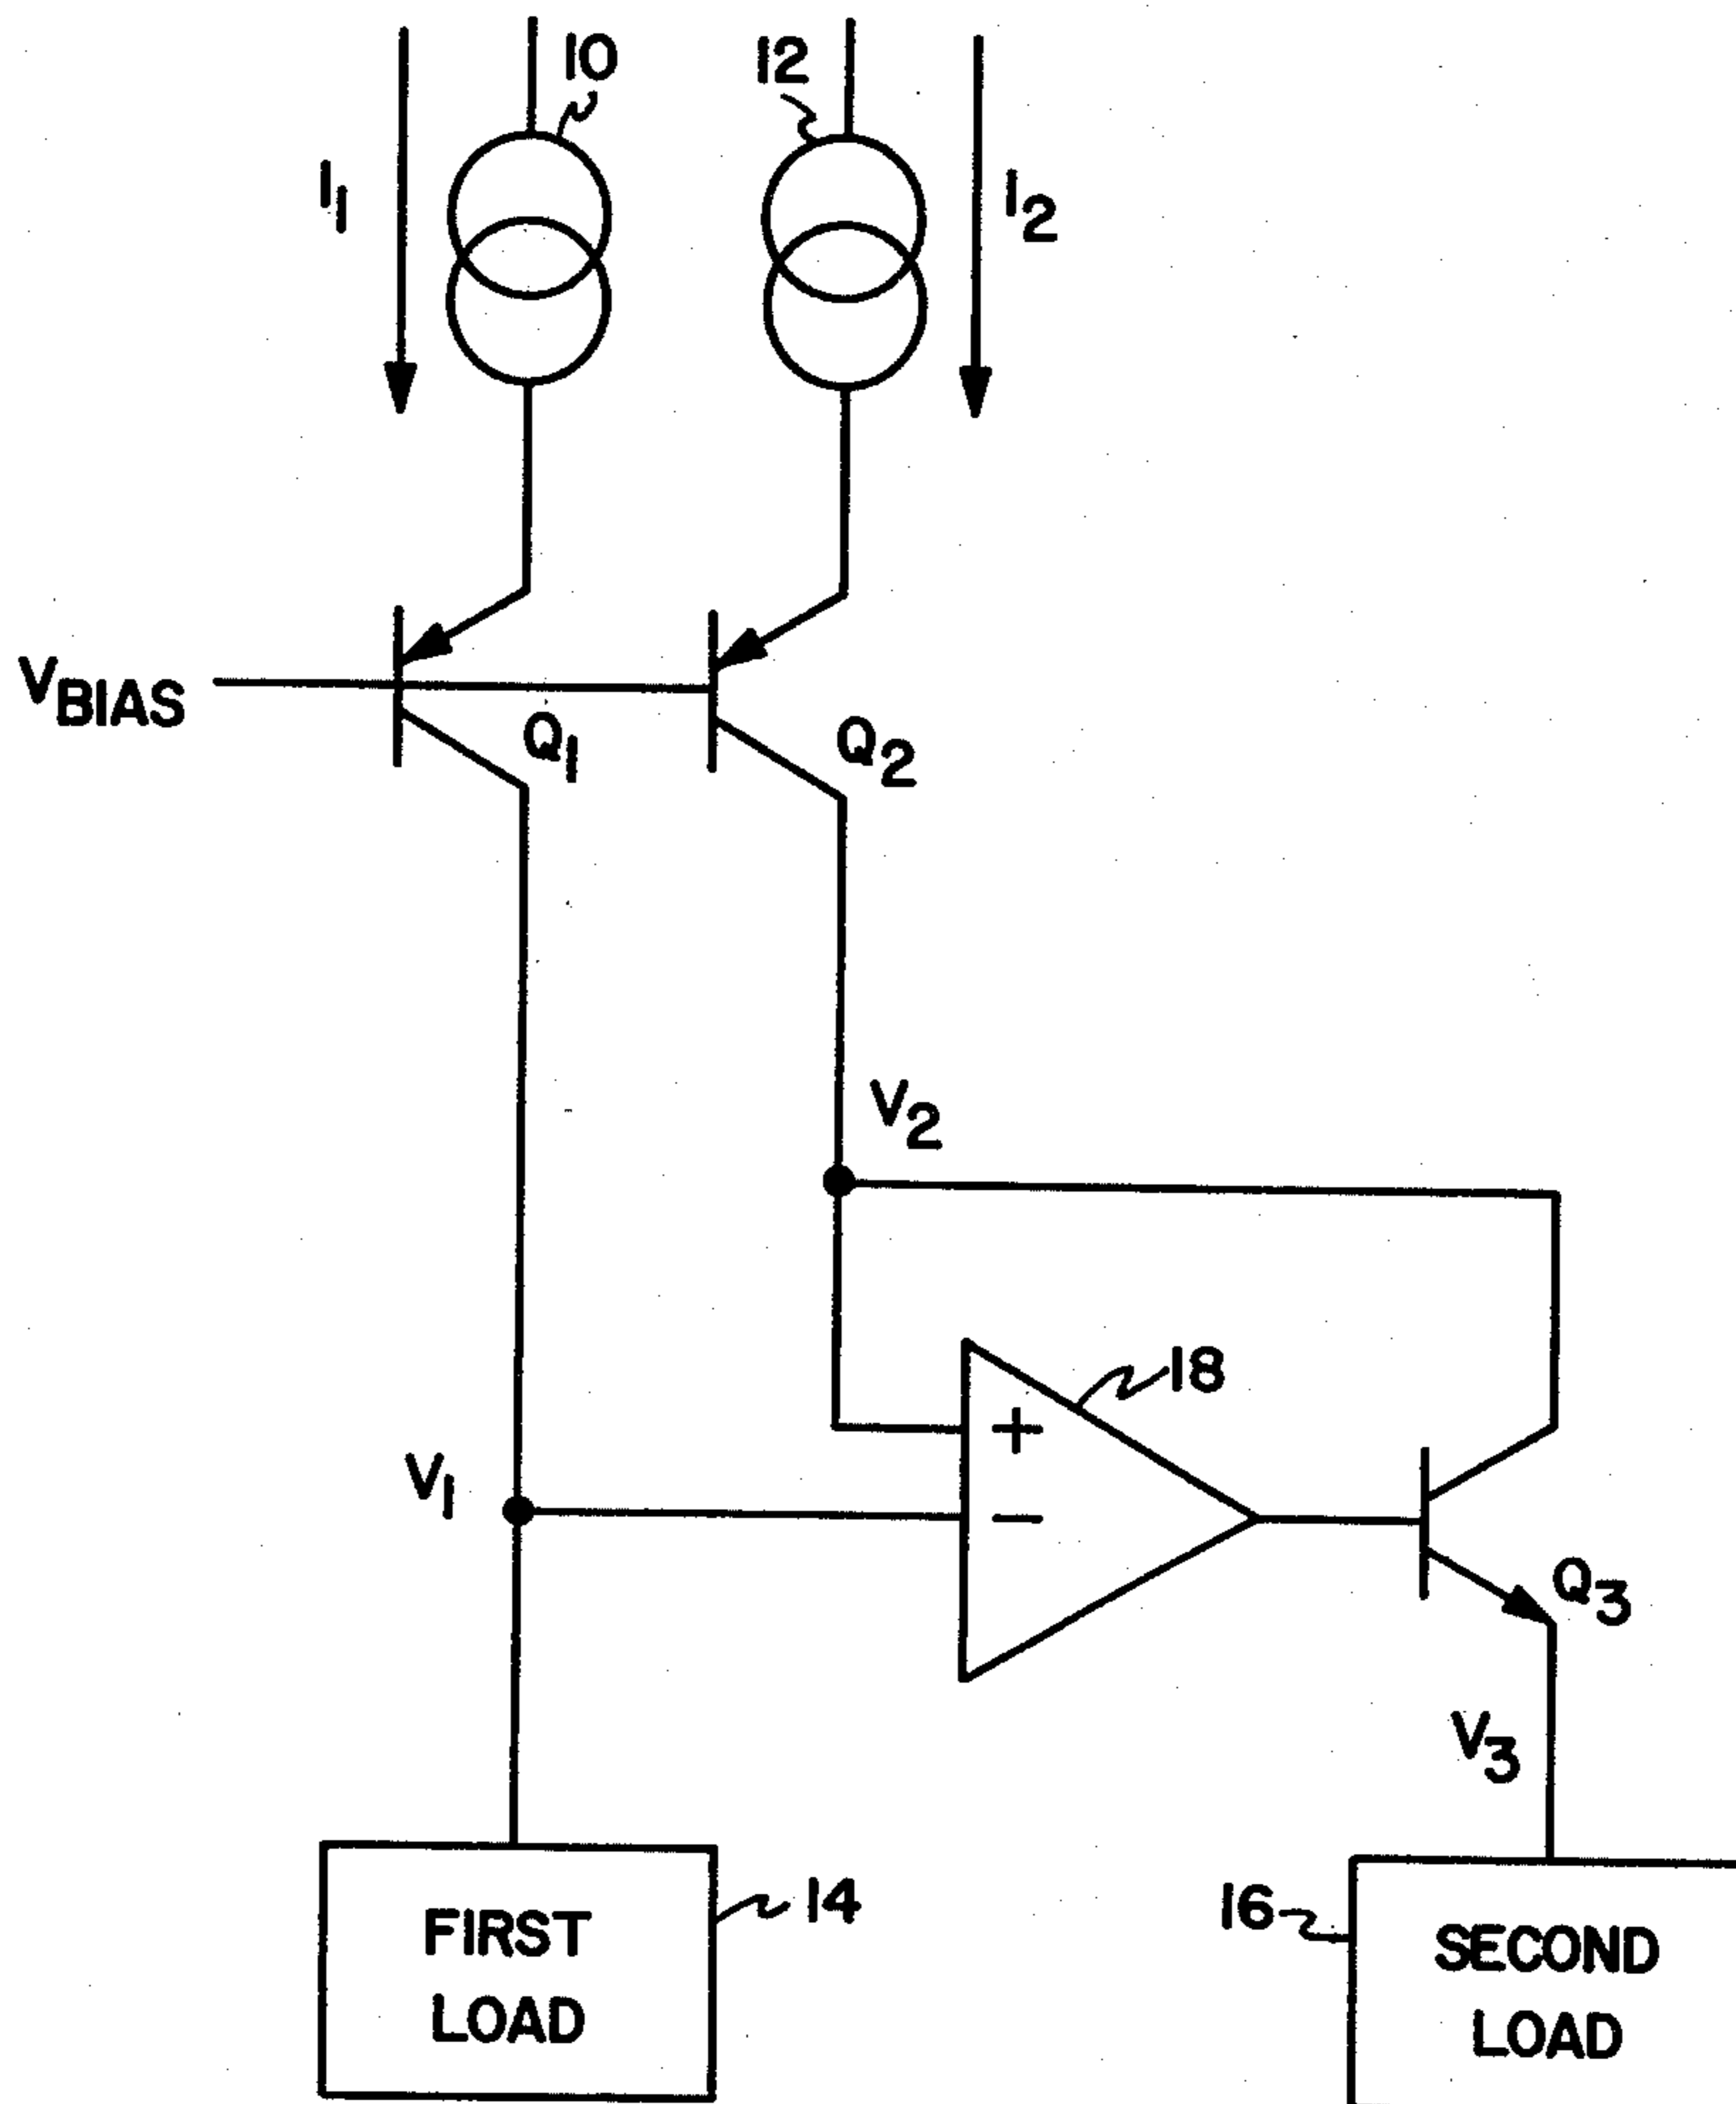 10
12
I1
I2
VBIAS
Q1
Q2
V2
18
+
V1
−
Q3
V3
FIRST
LOAD
14
16
SECOND
LOAD